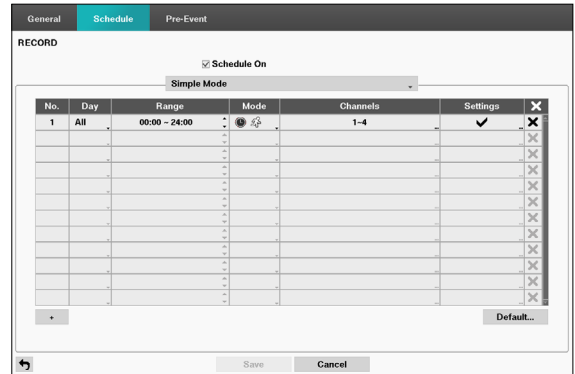 General Schedule Pre-Event
RECORD
Schedule On
Simple Mode
No. Day Range Mode Channels Settings
1 All 00:00 ~ 24:00 1~4
+ Default...
Save Cancel